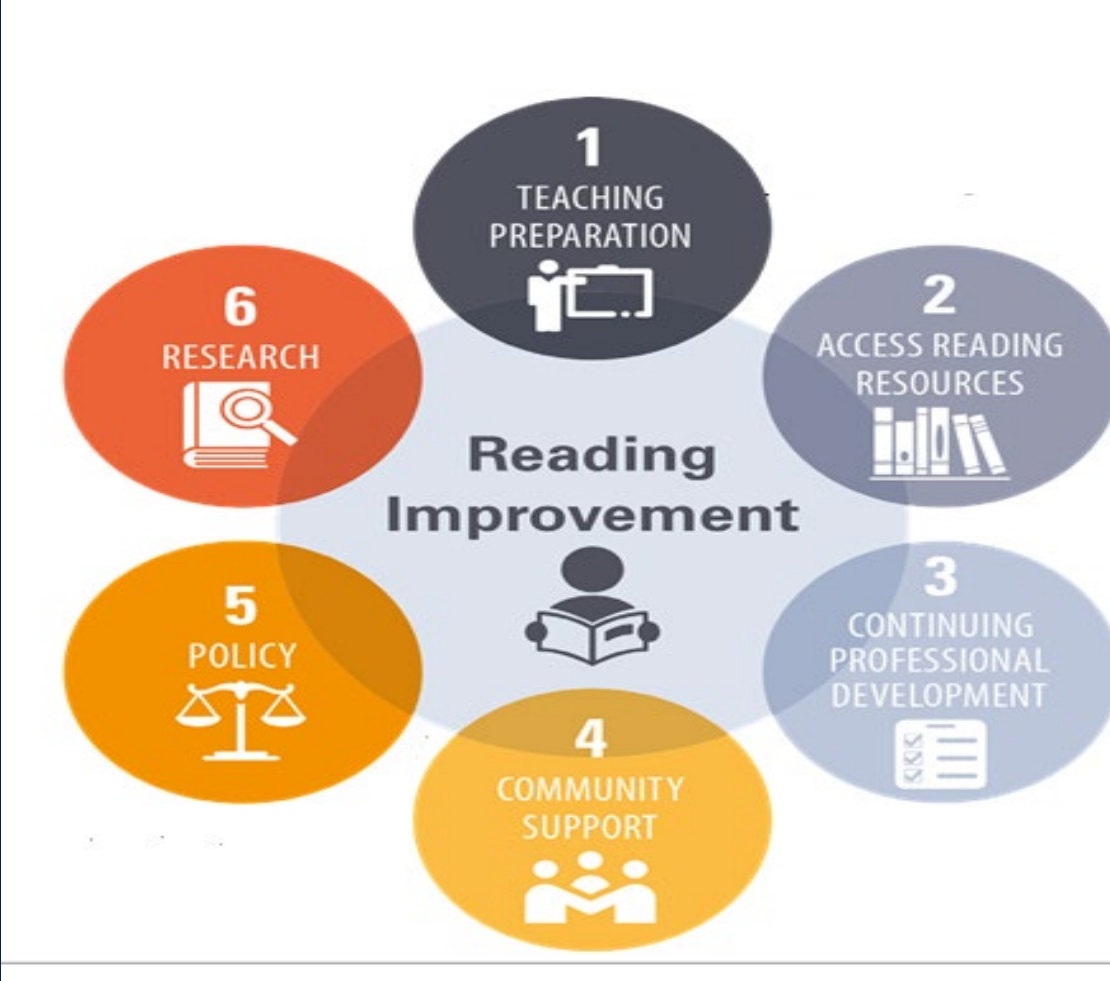 1
TEACHING
PREPARATION
2
ACCESS READING
RESOURCES
3
CONTINUING
PROFESSIONAL
DEVELOPMENT
4
COMMUNITY
SUPPORT
5
POLICY
6
RESEARCH
Reading
Improvement